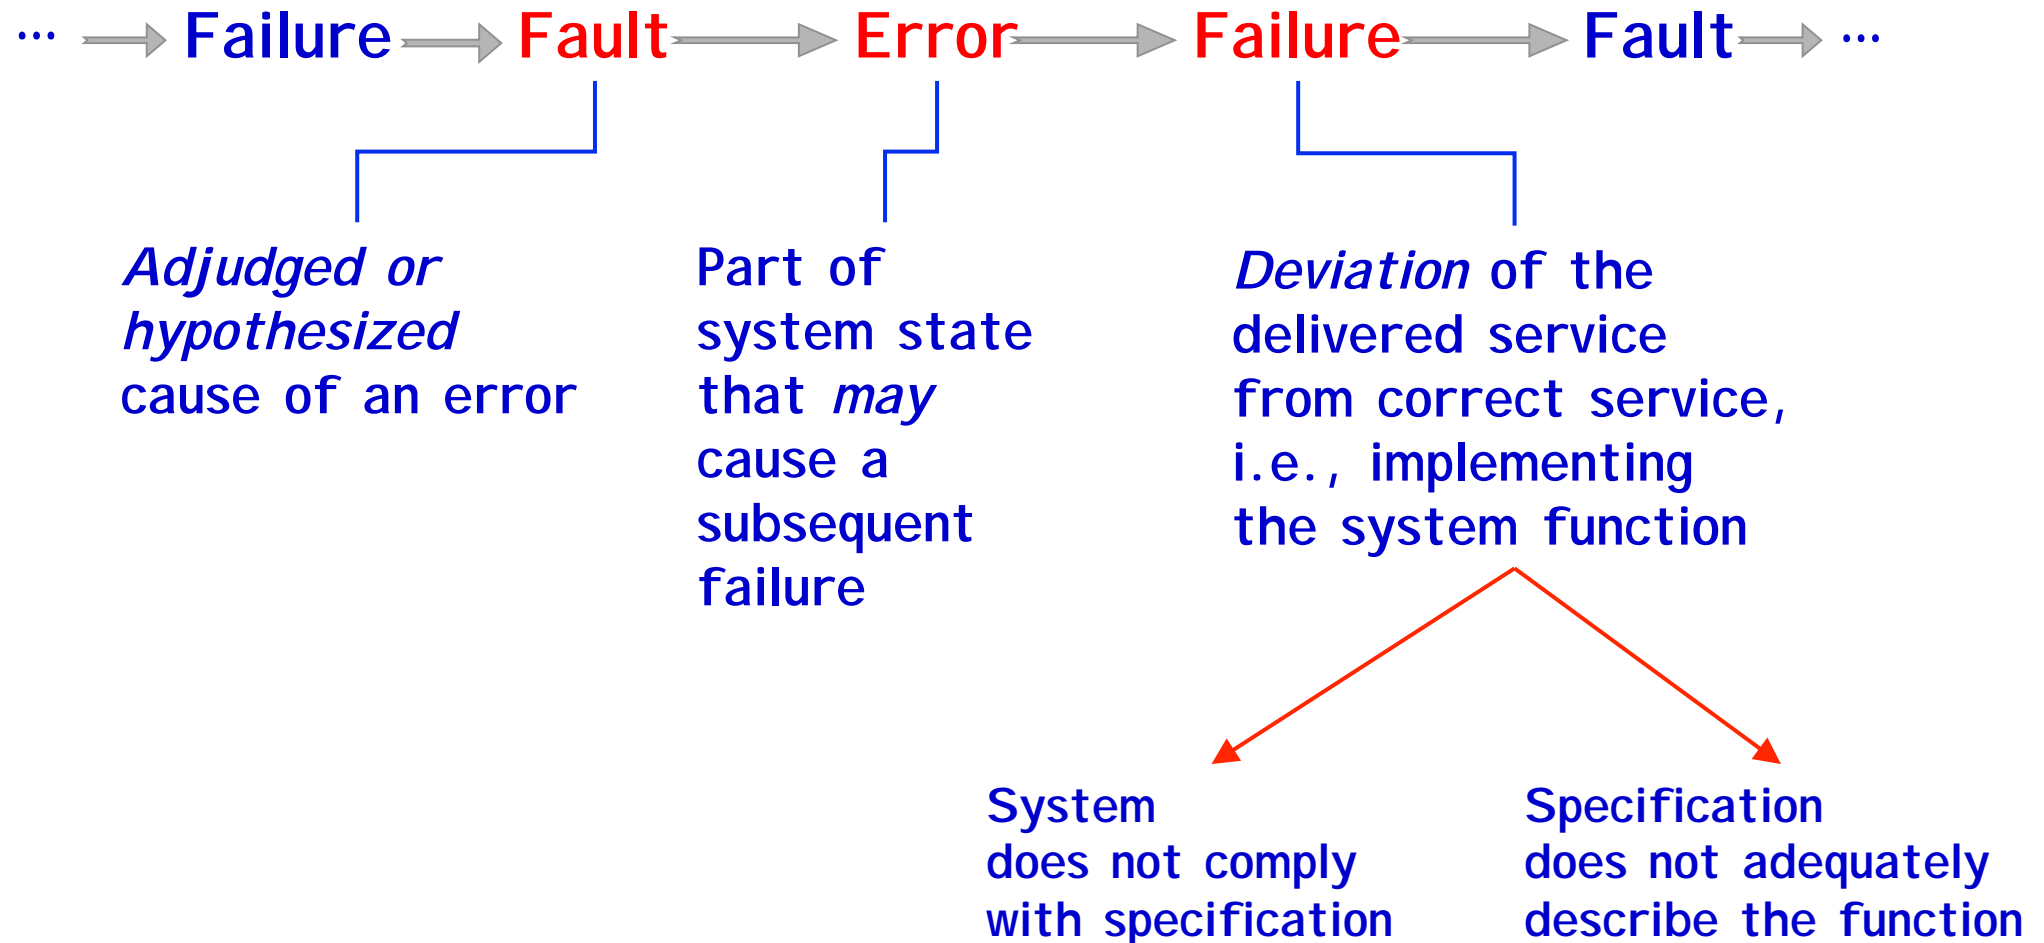 … Failure Fault Error Failure Fault …
Adjudged or
hypothesized
cause of an error
Part of
system state
that may
cause a
subsequent
failure
Deviation of the
delivered service
from correct service,
i.e., implementing
the system function
System
does not comply
with specification
Specification
does not adequately
describe the function